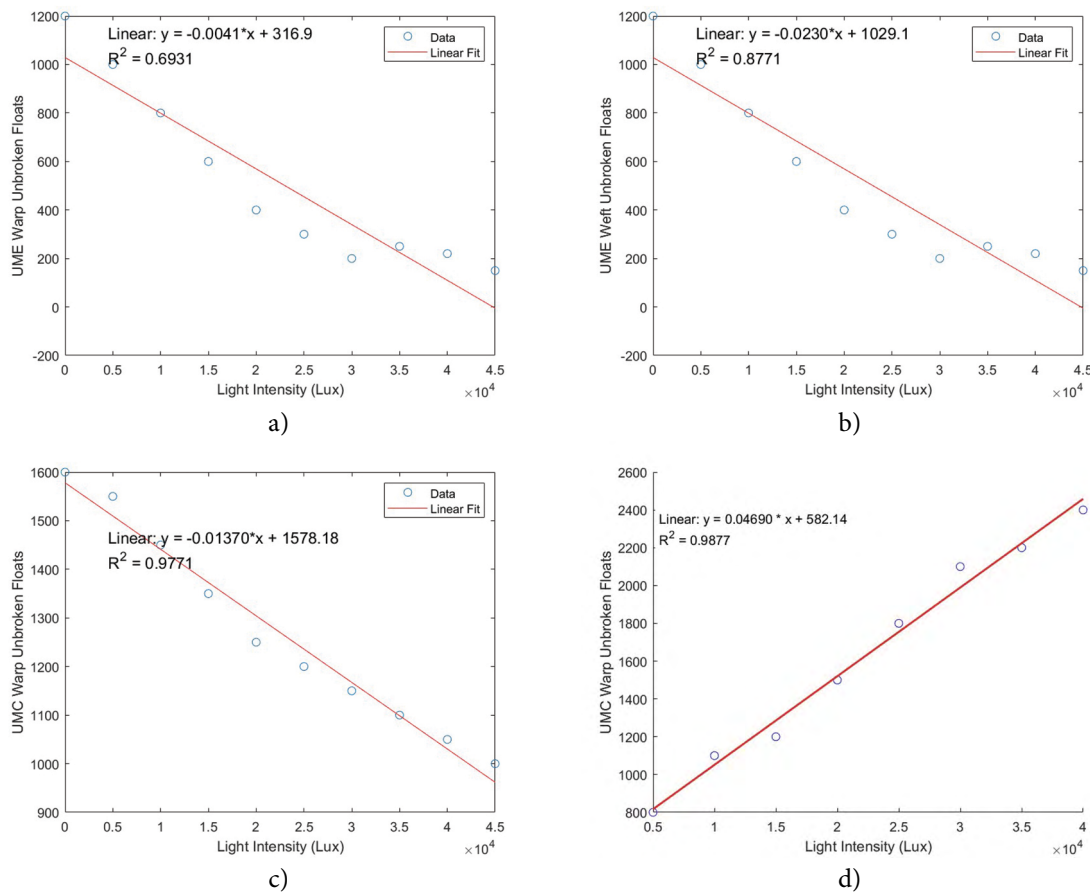 1200
1000
800
600
400
200
0
-200
UME Warp Unbroken Floats
Linear: y = -0.0041*x + 316.9
R² = 0.6931
Data
Linear Fit
0 0.5 1 1.5 2 2.5 3 3.5 4 4.5
Light Intensity (Lux)
×10⁴
a)
1200
1000
800
600
400
200
0
-200
UME Weft Unbroken Floats
Linear: y = -0.0230*x + 1029.1
R² = 0.8771
Data
Linear Fit
0 0.5 1 1.5 2 2.5 3 3.5 4 4.5
Light Intensity (Lux)
×10⁴
b)
1600
1500
1400
1300
1200
1100
1000
900
UMC Warp Unbroken Floats
Linear: y = -0.01370*x + 1578.18
R² = 0.9771
Data
Linear Fit
0 0.5 1 1.5 2 2.5 3 3.5 4 4.5
Light Intensity (Lux)
×10⁴
c)
2600
2400
2200
2000
1800
1600
1400
1200
1000
800
UMC Warp Unbroken Floats
Linear: y = 0.04690 * x + 582.14
R² = 0.9877
0.5 1 1.5 2 2.5 3 3.5 4
Light Intensity (Lux)
×10⁴
d)